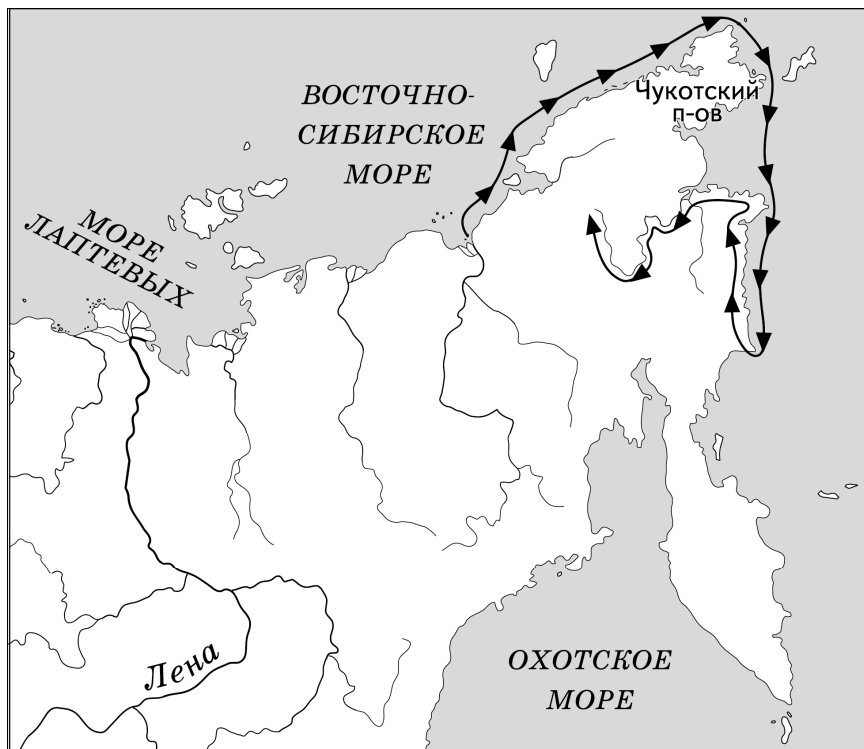 ВОСТОЧНО-
СИБИРСКОЕ
МОРЕ
Чукотский
п-ов
МОРЕ
ЛАПТЕВЫХ
Лена
ОХОТСКОЕ
МОРЕ